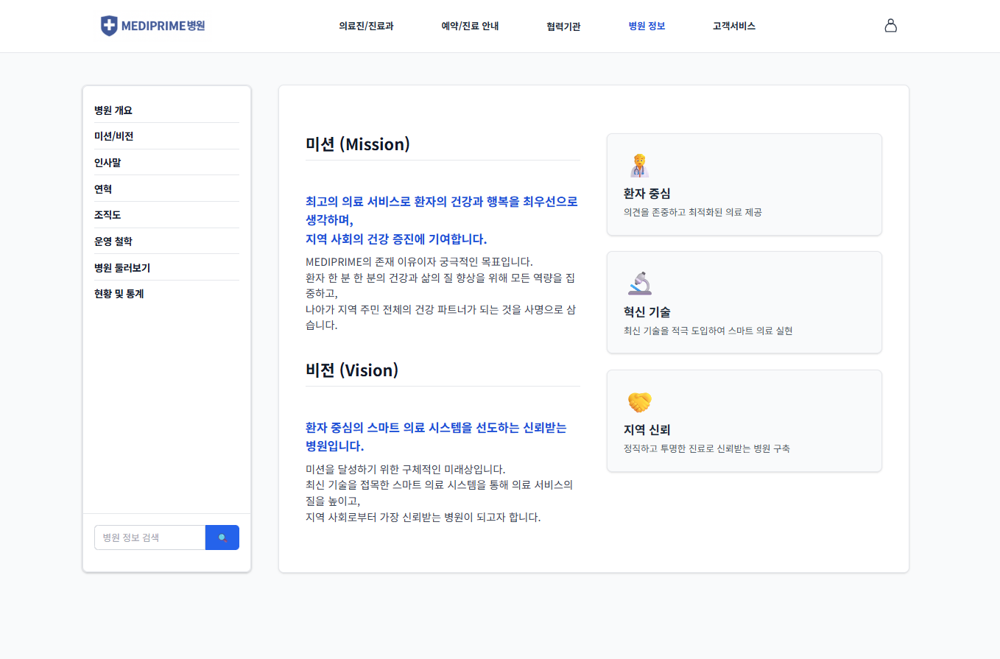 MEDIPRIME병원
의료진/진료과
예약/진료 안내
협력기관
병원 정보
고객서비스
병원 개요
미션/비전
인사말
연혁
조직도
운영 철학
병원 둘러보기
현황 및 통계
병원 정보 검색
미션 (Mission)
최고의 의료 서비스로 환자의 건강과 행복을 최우선으로
생각하며,
지역 사회의 건강 증진에 기여합니다.
MEDIPRIME의 존재 이유이자 궁극적인 목표입니다.
환자 한 분 한 분의 건강과 삶의 질 향상을 위해 모든 역량을 집
중하고,
나아가 지역 주민 전체의 건강 파트너가 되는 것을 사명으로 삼
습니다.
비전 (Vision)
환자 중심의 스마트 의료 시스템을 선도하는 신뢰받는
병원입니다.
미션을 달성하기 위한 구체적인 미래상입니다.
최신 기술을 접목한 스마트 의료 시스템을 통해 의료 서비스의
질을 높이고,
지역 사회로부터 가장 신뢰받는 병원이 되고자 합니다.
환자 중심
의견을 존중하고 최적화된 의료 제공
혁신 기술
최신 기술을 적극 도입하여 스마트 의료 실현
지역 신뢰
정직하고 투명한 진료로 신뢰받는 병원 구축